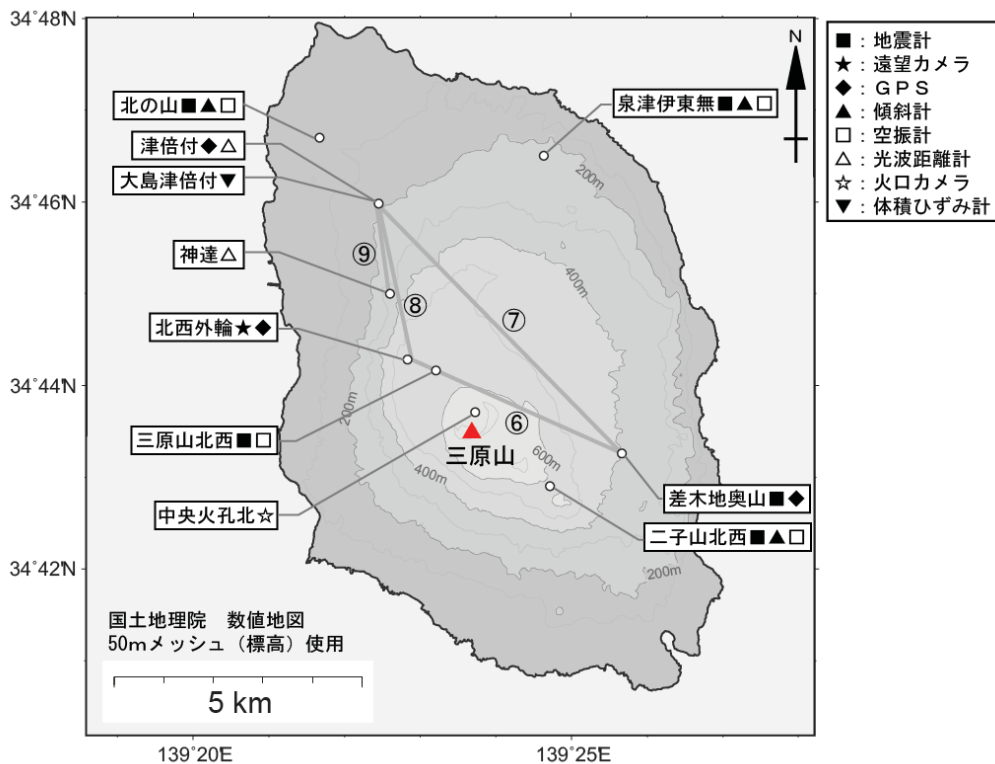 34˚48'N
34˚46'N
34˚44'N
34˚42'N
139˚20'E
139˚25'E
N
北の山■▲□
津倍付◆△
大島津倍付▼
神達△
北西外輪★◆
三原山北西■□
中央火孔北☆
泉津伊東無■▲□
差木地奥山■◆
二子山北西■▲□
三原山
⑨
⑧
⑦
⑥
200m
400m
200m
400m
600m
200m
国土地理院　数値地図
50mメッシュ（標高）使用
5 km
■：地震計
★：遠望カメラ
◆：ＧＰＳ
▲：傾斜計
□：空振計
△：光波距離計
☆：火口カメラ
▼：体積ひずみ計